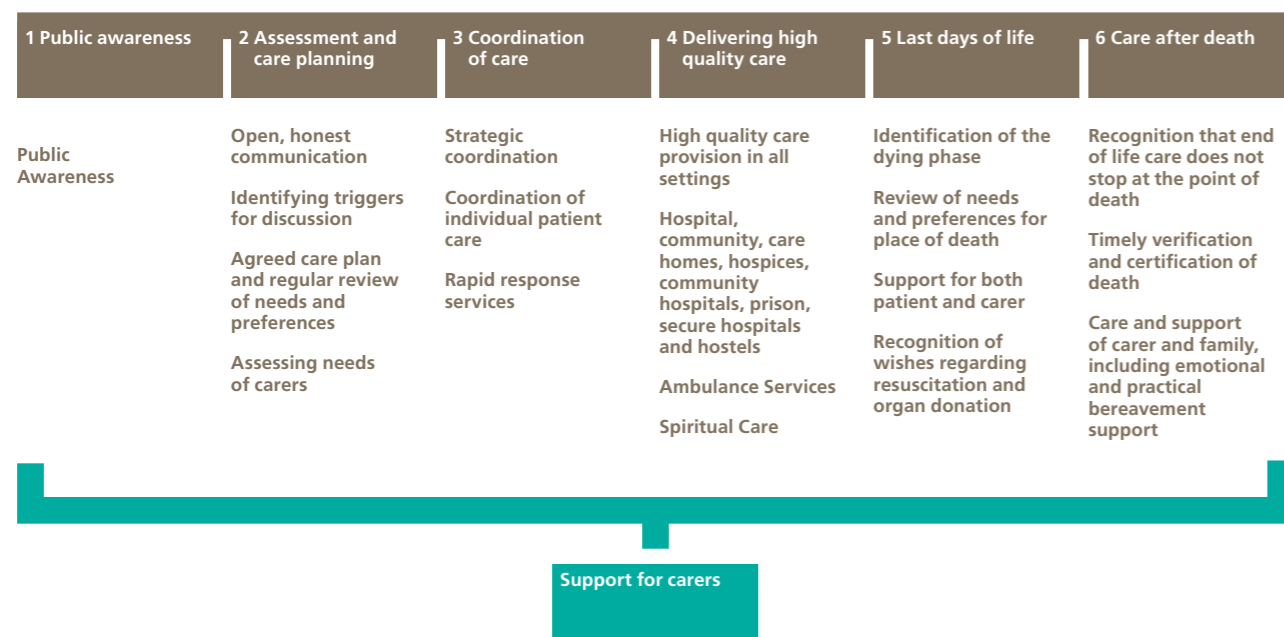 1 Public awareness
2 Assessment and
care planning
3 Coordination
of care
4 Delivering high
quality care
5 Last days of life
6 Care after death
Public
Awareness
Open, honest
communication
Identifying triggers
for discussion
Agreed care plan
and regular review
of needs and
preferences
Assessing needs
of carers
Strategic
coordination
Coordination of
individual patient
care
Rapid response
services
High quality care
provision in all
settings
Hospital,
community, care
homes, hospices,
community
hospitals, prison,
secure hospitals
and hostels
Ambulance Services
Spiritual Care
Identification of the
dying phase
Review of needs
and preferences for
place of death
Support for both
patient and carer
Recognition of
wishes regarding
resuscitation and
organ donation
Recognition that end
of life care does not
stop at the point of
death
Timely verification
and certification of
death
Care and support
of carer and family,
including emotional
and practical
bereavement
support
Support for carers